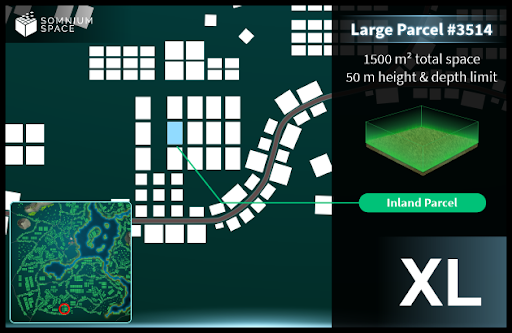 SOMNIUM
SPACE
Large Parcel #3514
1500 m² total space
50 m height & depth limit
Inland Parcel
XL